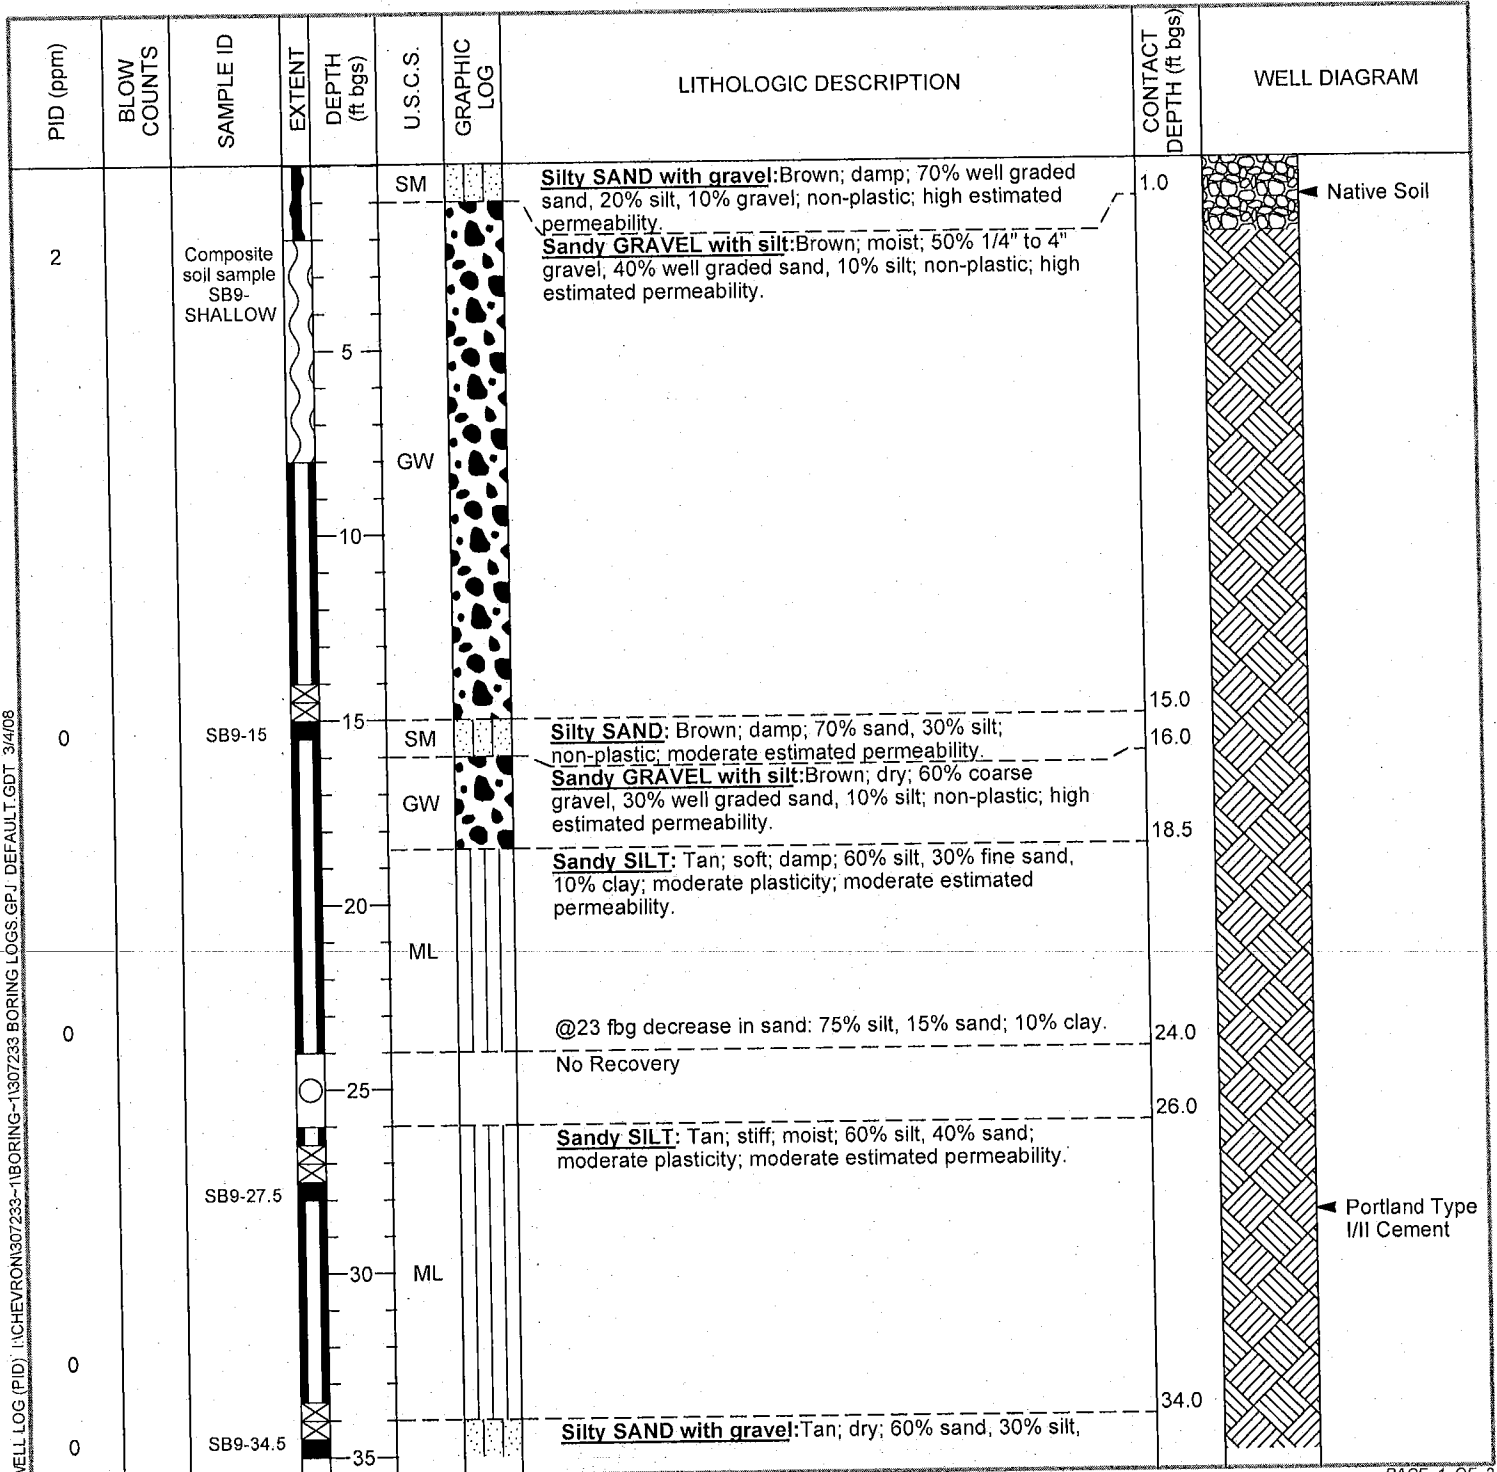 PID (ppm)
BLOW
COUNTS
SAMPLE ID
EXTENT
DEPTH
(ft bgs)
U.S.C.S.
GRAPHIC
LOG
LITHOLOGIC DESCRIPTION
CONTACT
DEPTH (ft bgs)
WELL DIAGRAM
SM
Silty SAND with gravel:Brown; damp; 70% well graded
sand, 20% silt, 10% gravel; non-plastic; high estimated
permeability.
1.0
Native Soil
2
Composite
soil sample
SB9-
SHALLOW
Sandy GRAVEL with silt:Brown; moist; 50% 1/4" to 4"
gravel, 40% well graded sand, 10% silt; non-plastic; high
estimated permeability.
5
GW
10
15.0
0
SB9-15
15
SM
Silty SAND: Brown; damp; 70% sand, 30% silt;
non-plastic; moderate estimated permeability.
16.0
GW
Sandy GRAVEL with silt:Brown; dry; 60% coarse
gravel, 30% well graded sand, 10% silt; non-plastic; high
estimated permeability.
18.5
Sandy SILT: Tan; soft; damp; 60% silt, 30% fine sand,
10% clay; moderate plasticity; moderate estimated
permeability.
20
ML
0
@23 fbg decrease in sand: 75% silt, 15% sand; 10% clay.
24.0
No Recovery
25
26.0
Sandy SILT: Tan; stiff; moist; 60% silt, 40% sand;
moderate plasticity; moderate estimated permeability.
SB9-27.5
Portland Type
I/II Cement
30
ML
0
34.0
Silty SAND with gravel:Tan; dry; 60% sand, 30% silt,
0
SB9-34.5
35
WELL LOG (PID) I:\CHEVRON\307233~1\BORING~1\307233 BORING LOGS.GPJ DEFAULT.GDT 3/4/08